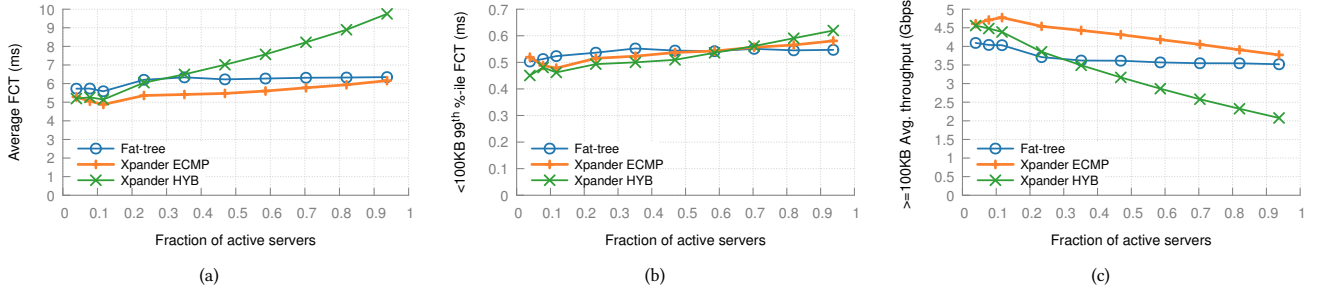 10
9
8
7
6
5
4
3
2
1
0
Average FCT (ms)
Fat-tree
Xpander ECMP
Xpander HYB
0 0.1 0.2 0.3 0.4 0.5 0.6 0.7 0.8 0.9 1
Fraction of active servers
(a)
0.7
0.6
0.5
0.4
0.3
0.2
0.1
0
<100KB 99th %-ile FCT (ms)
Fat-tree
Xpander ECMP
Xpander HYB
0 0.1 0.2 0.3 0.4 0.5 0.6 0.7 0.8 0.9 1
Fraction of active servers
(b)
5
4.5
4
3.5
3
2.5
2
1.5
1
0.5
0
>=100KB Avg. throughput (Gbps
Fat-tree
Xpander ECMP
Xpander HYB
0 0.1 0.2 0.3 0.4 0.5 0.6 0.7 0.8 0.9 1
Fraction of active servers
(c)